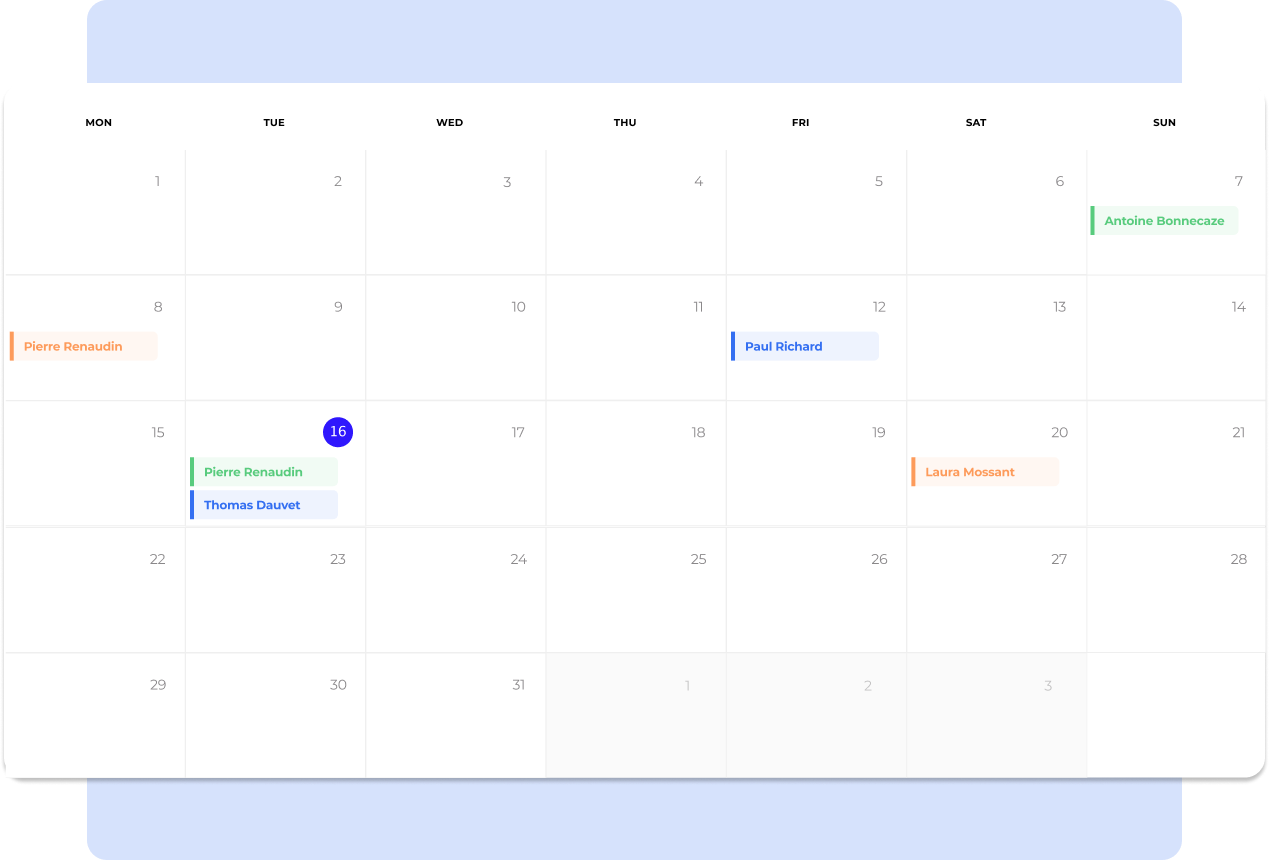 MON TUE WED THU FRI SAT SUN
1 2 3 4 5 6 7
Antoine Bonnecaze
8 9 10 11 12 13 14
Pierre Renaudin Paul Richard
15 16 17 18 19 20 21
Pierre Renaudin Laura Mossant
Thomas Dauvet
22 23 24 25 26 27 28
29 30 31 1 2 3